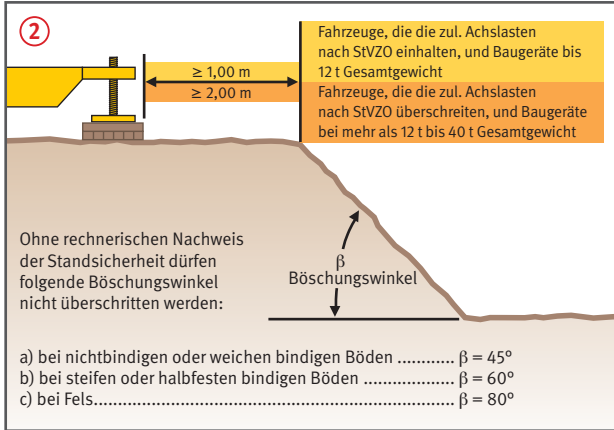 2
Fahrzeuge, die die zul. Achslasten
nach StVZO einhalten, und Baugeräte bis
12 t Gesamtgewicht
≥ 1,00 m
≥ 2,00 m
Fahrzeuge, die die zul. Achslasten
nach StVZO überschreiten, und Baugeräte
bei mehr als 12 t bis 40 t Gesamtgewicht
Ohne rechnerischen Nachweis
der Standsicherheit dürfen
folgende Böschungswinkel
nicht überschritten werden:
β
Böschungswinkel
a) bei nichtbindigen oder weichen bindigen Böden ............ β = 45°
b) bei steifen oder halbfesten bindigen Böden ................... β = 60°
c) bei Fels............................................................................ β = 80°